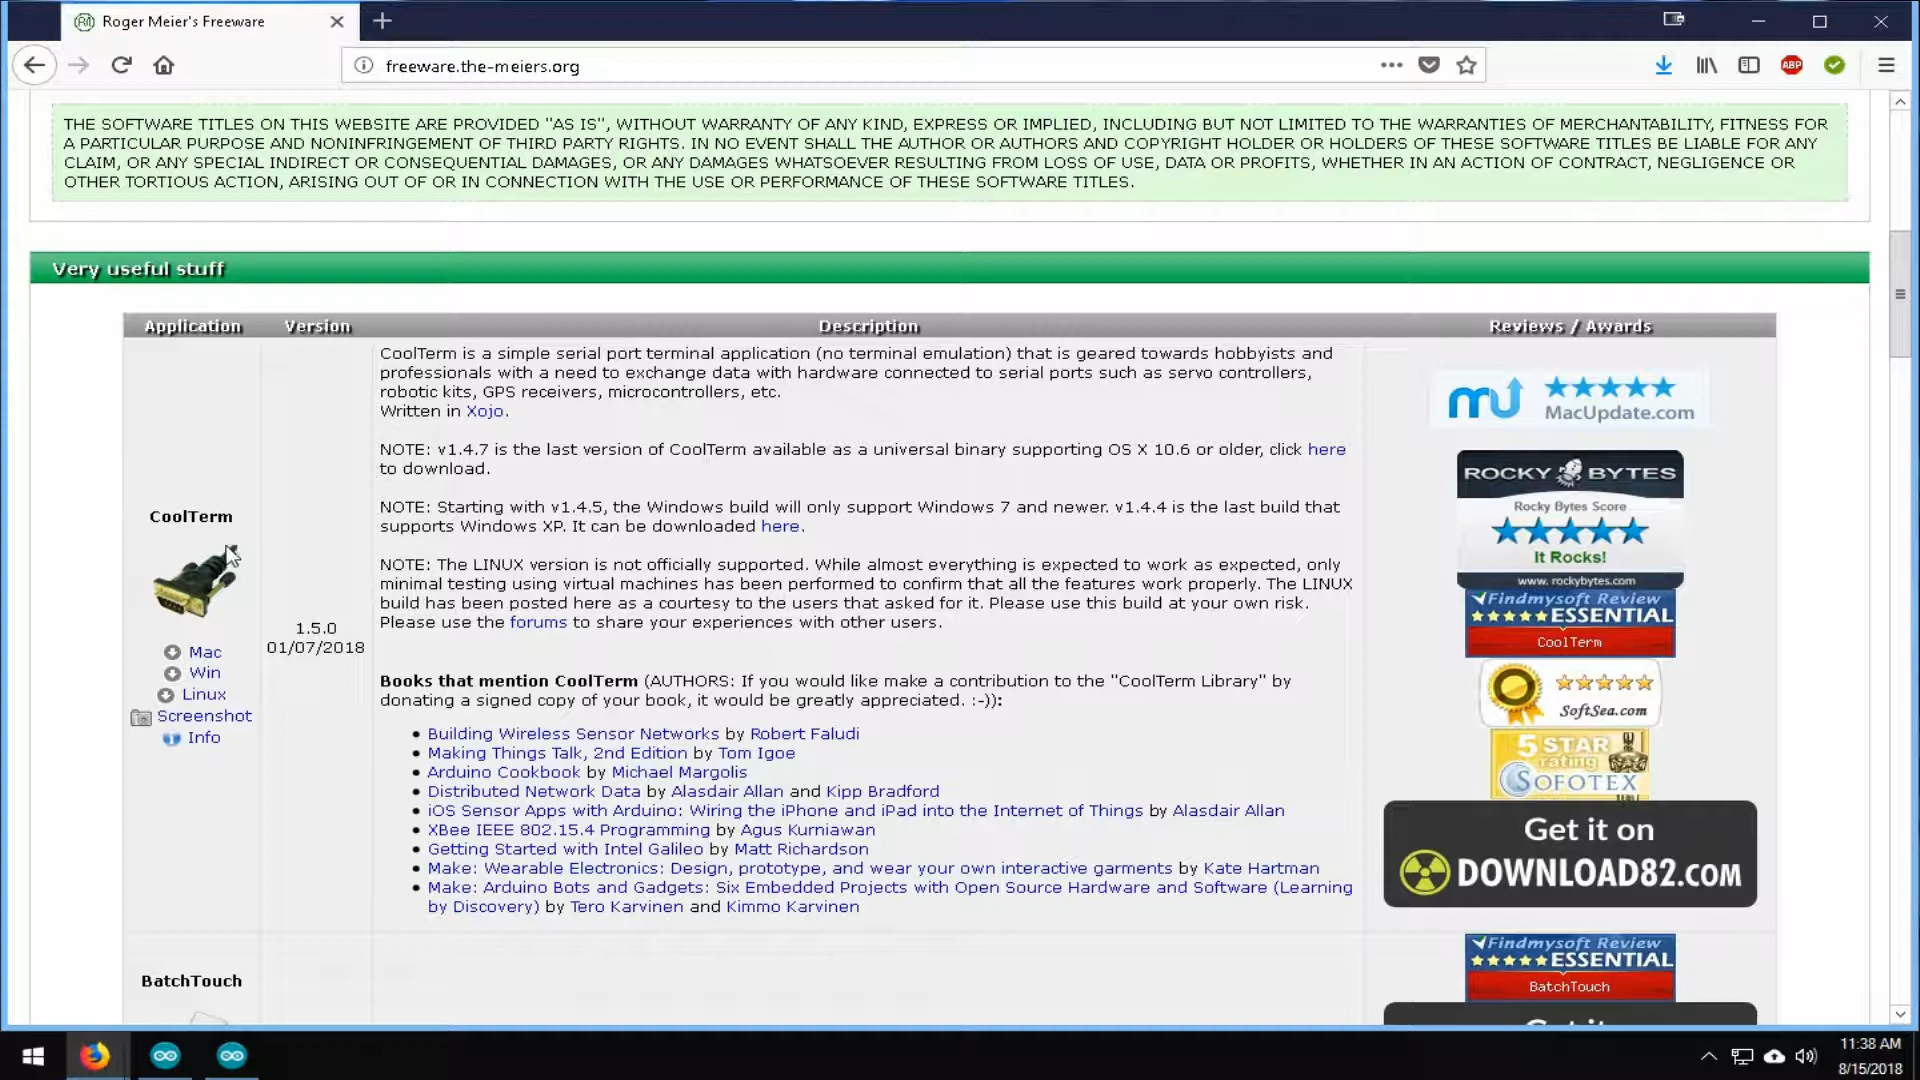 Roger Meier's Freeware
freeware.the-meiers.org
ABP
THE SOFTWARE TITLES ON THIS WEBSITE ARE PROVIDED "AS IS", WITHOUT WARRANTY OF ANY KIND, EXPRESS OR IMPLIED, INCLUDING BUT NOT LIMITED TO THE WARRANTIES OF MERCHANTABILITY, FITNESS FOR
A PARTICULAR PURPOSE AND NONINFRINGEMENT OF THIRD PARTY RIGHTS. IN NO EVENT SHALL THE AUTHOR OR AUTHORS AND COPYRIGHT HOLDER OR HOLDERS OF THESE SOFTWARE TITLES BE LIABLE FOR ANY
CLAIM, OR ANY SPECIAL INDIRECT OR CONSEQUENTIAL DAMAGES, OR ANY DAMAGES WHATSOEVER RESULTING FROM LOSS OF USE, DATA OR PROFITS, WHETHER IN AN ACTION OF CONTRACT, NEGLIGENCE OR
OTHER TORTIOUS ACTION, ARISING OUT OF OR IN CONNECTION WITH THE USE OR PERFORMANCE OF THESE SOFTWARE TITLES.
Very useful stuff
Application Version Description Reviews / Awards
CoolTerm
Mac
Win
Linux
Screenshot
Info
1.5.0
01/07/2018
CoolTerm is a simple serial port terminal application (no terminal emulation) that is geared towards hobbyists and
professionals with a need to exchange data with hardware connected to serial ports such as servo controllers,
robotic kits, GPS receivers, microcontrollers, etc.
Written in Xojo.
NOTE: v1.4.7 is the last version of CoolTerm available as a universal binary supporting OS X 10.6 or older, click here
to download.
NOTE: Starting with v1.4.5, the Windows build will only support Windows 7 and newer. v1.4.4 is the last build that
supports Windows XP. It can be downloaded here.
NOTE: The LINUX version is not officially supported. While almost everything is expected to work as expected, only
minimal testing using virtual machines has been performed to confirm that all the features work properly. The LINUX
build has been posted here as a courtesy to the users that asked for it. Please use this build at your own risk.
Please use the forums to share your experiences with other users.
Books that mention CoolTerm (AUTHORS: If you would like make a contribution to the "CoolTerm Library" by
donating a signed copy of your book, it would be greatly appreciated. :-)):
Building Wireless Sensor Networks by Robert Faludi
Making Things Talk, 2nd Edition by Tom Igoe
Arduino Cookbook by Michael Margolis
Distributed Network Data by Alasdair Allan and Kipp Bradford
iOS Sensor Apps with Arduino: Wiring the iPhone and iPad into the Internet of Things by Alasdair Allan
XBee IEEE 802.15.4 Programming by Agus Kurniawan
Getting Started with Intel Galileo by Matt Richardson
Make: Wearable Electronics: Design, prototype, and wear your own interactive garments by Kate Hartman
Make: Arduino Bots and Gadgets: Six Embedded Projects with Open Source Hardware and Software (Learning
by Discovery) by Tero Karvinen and Kimmo Karvinen
mu
MacUpdate.com
ROCKY BYTES
Rocky Bytes Score
It Rocks!
www. rockybytes.com
Findmysoft Review
ESSENTIAL
CoolTerm
SoftSea.com
5 STAR
rating
SOFOTEX
Get it on
DOWNLOAD82.COM
BatchTouch
Findmysoft Review
ESSENTIAL
BatchTouch
11:38 AM
8/15/2018